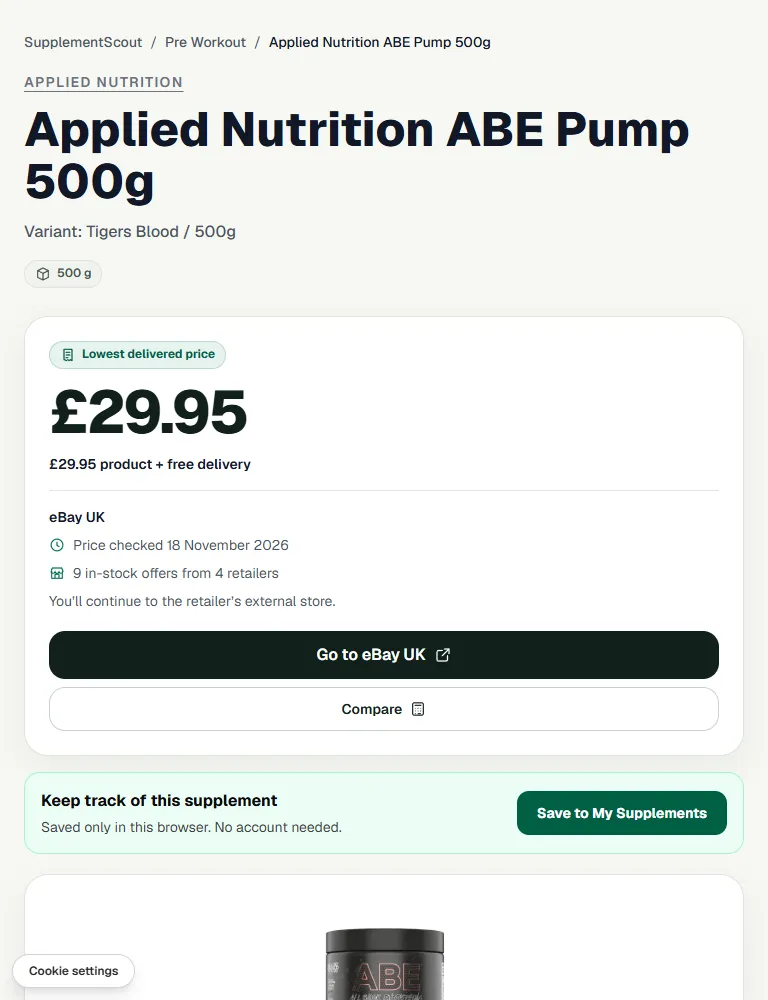 SupplementScout / Pre Workout / Applied Nutrition ABE Pump 500g
APPLIED NUTRITION
Applied Nutrition ABE Pump
500g
Variant: Tigers Blood / 500g
500 g
Lowest delivered price
£29.95
£29.95 product + free delivery
eBay UK
Price checked 18 November 2026
9 in-stock offers from 4 retailers
You'll continue to the retailer's external store.
Go to eBay UK
Compare
Keep track of this supplement
Saved only in this browser. No account needed.
Save to My Supplements
ABE
Cookie settings